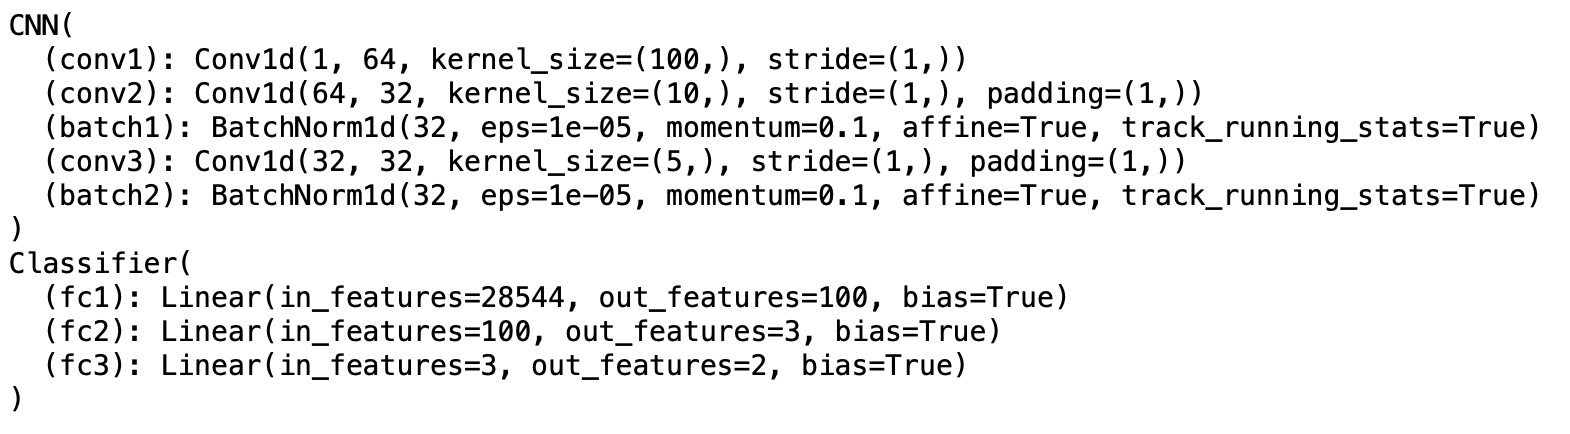 CNN(
  (conv1): Conv1d(1, 64, kernel_size=(100,), stride=(1,))
  (conv2): Conv1d(64, 32, kernel_size=(10,), stride=(1,), padding=(1,))
  (batch1): BatchNorm1d(32, eps=1e-05, momentum=0.1, affine=True, track_running_stats=True)
  (conv3): Conv1d(32, 32, kernel_size=(5,), stride=(1,), padding=(1,))
  (batch2): BatchNorm1d(32, eps=1e-05, momentum=0.1, affine=True, track_running_stats=True)
)
Classifier(
  (fc1): Linear(in_features=28544, out_features=100, bias=True)
  (fc2): Linear(in_features=100, out_features=3, bias=True)
  (fc3): Linear(in_features=3, out_features=2, bias=True)
)